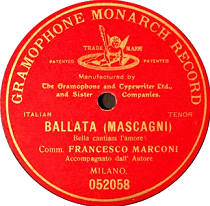 GRAMOPHONE MONARCH RECORD
TRADE MARK
PATENTED PATENTED
Manufactured by
The Gramophone and Typewriter Ltd.,
and Sister Companies.
ITALIAN TENOR
BALLATA (MASCAGNI)
Bella cantiam l'amore
Comm. FRANCESCO MARCONI
Accompagnato dall' Autore
MILANO.
052058